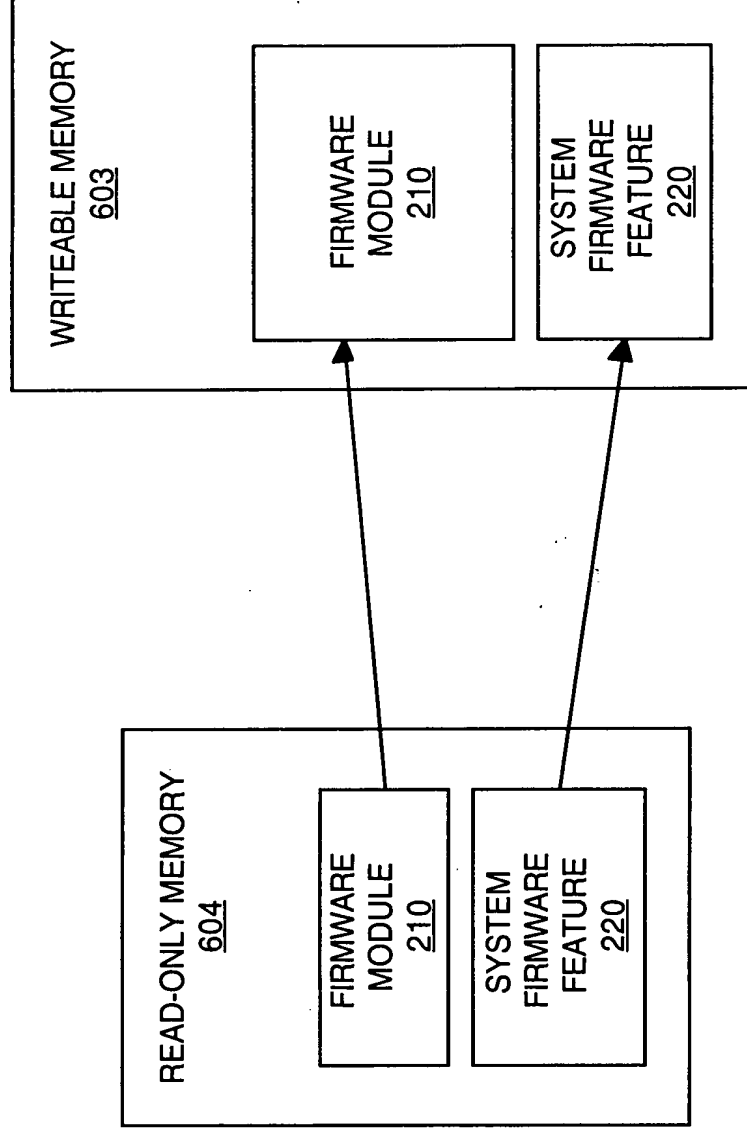 READ-ONLY MEMORY
604
FIRMWARE
MODULE
210
SYSTEM
FIRMWARE
FEATURE
220
WRITEABLE MEMORY
603
FIRMWARE
MODULE
210
SYSTEM
FIRMWARE
FEATURE
220